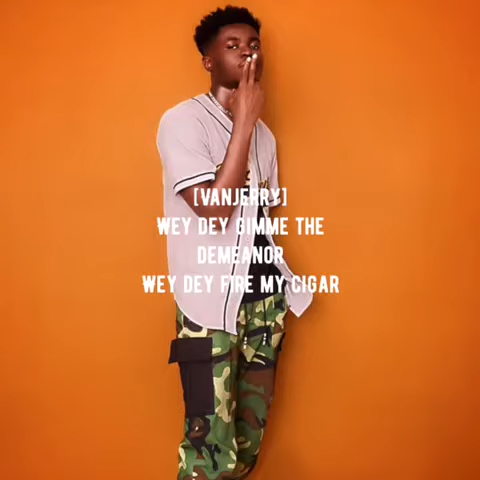 [VANJERRY]
WEY DEY GIMME THE
DEMEANOR
WEY DEY FIRE MY CIGAR